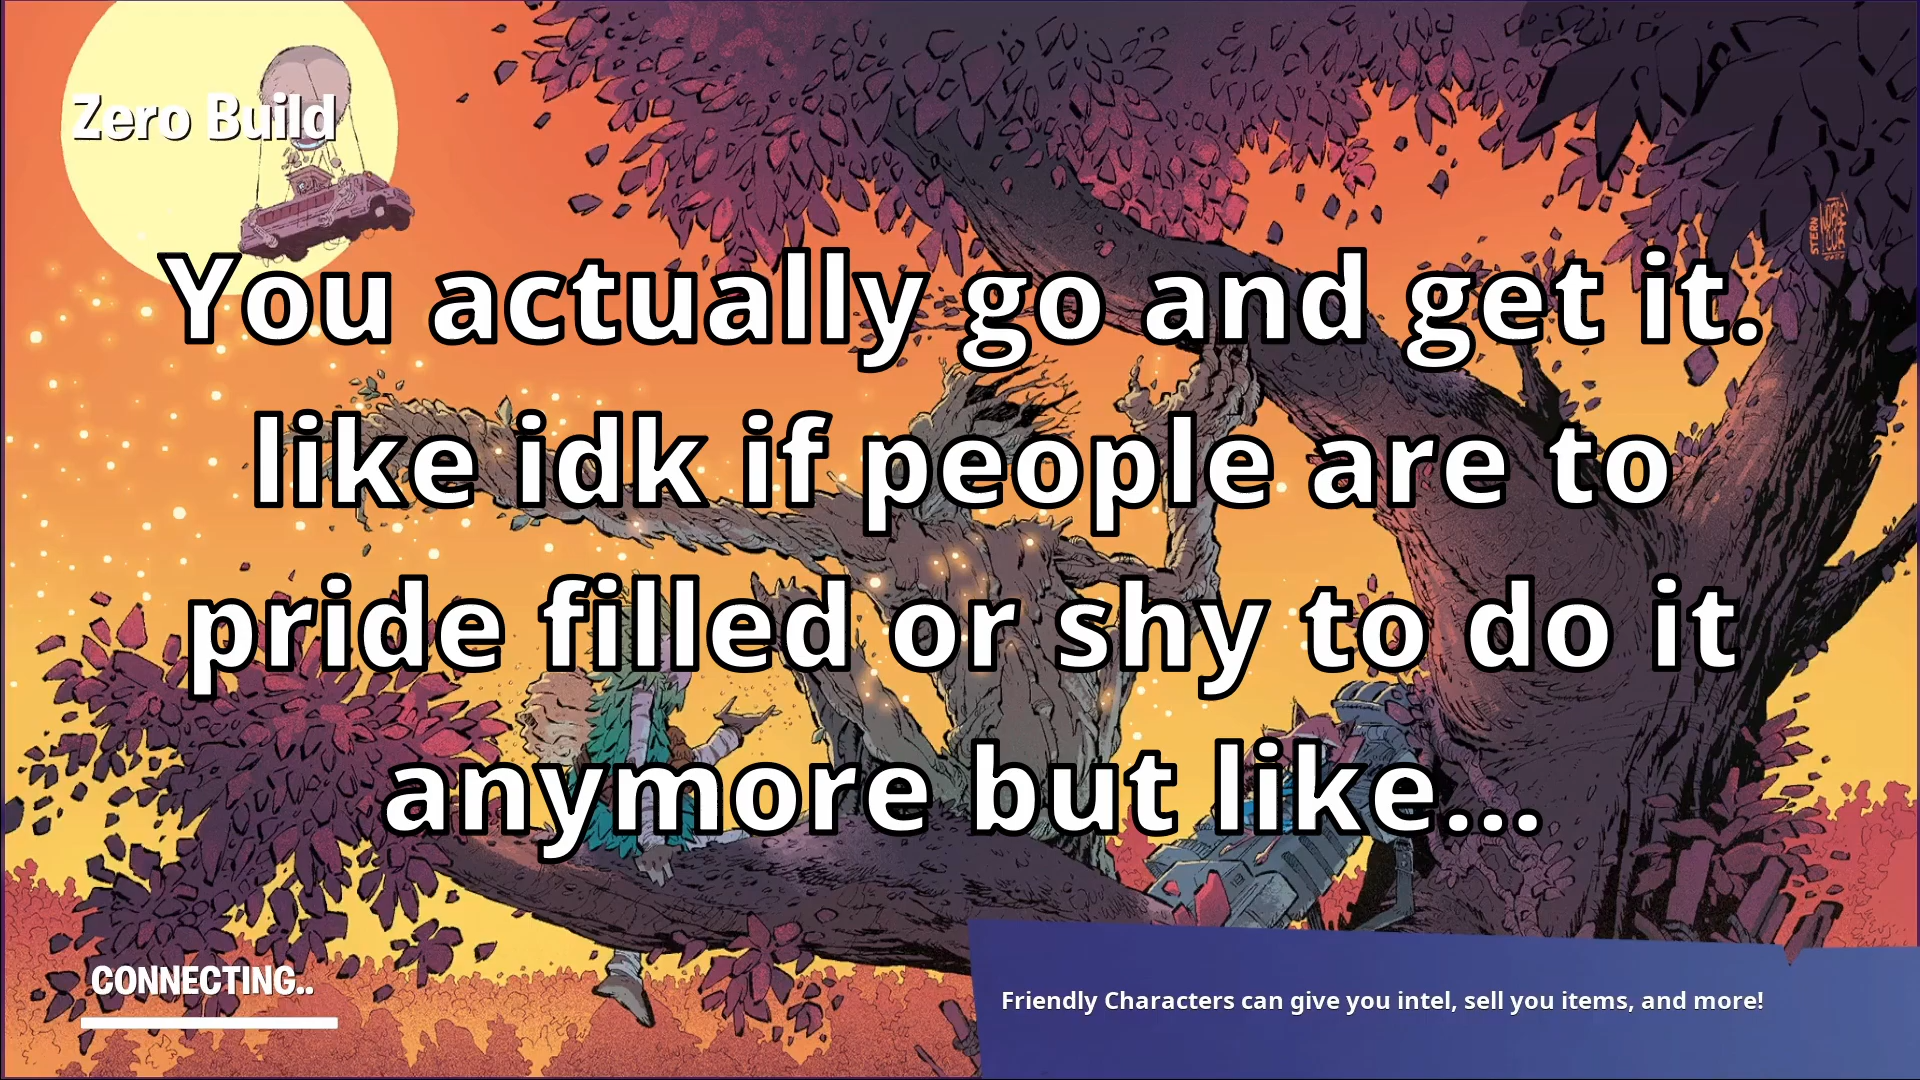 Zero Build
STERN
You actually go and get it.
like idk if people are to
pride filled or shy to do it
anymore but like...
CONNECTING..
Friendly Characters can give you intel, sell you items, and more!